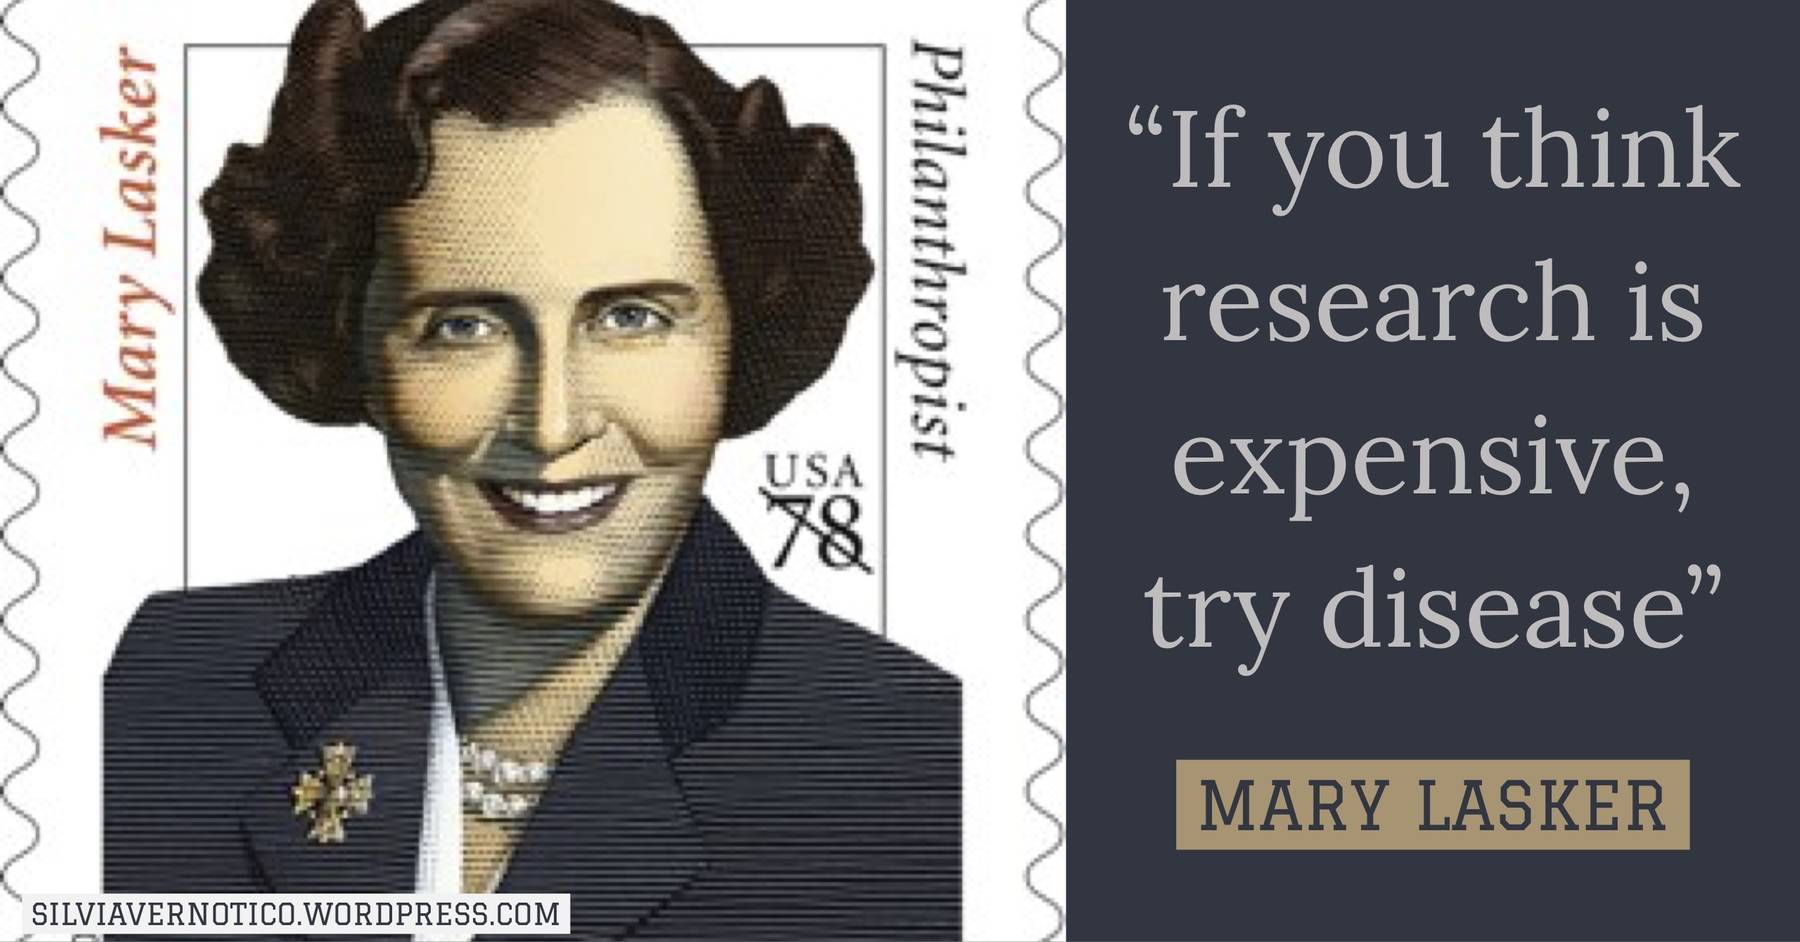 Mary Lasker
Philanthropist
USA
78
SILVIAVERNOTICO.WORDPRESS.COM
“If you think
research is
expensive,
try disease”
MARY LASKER